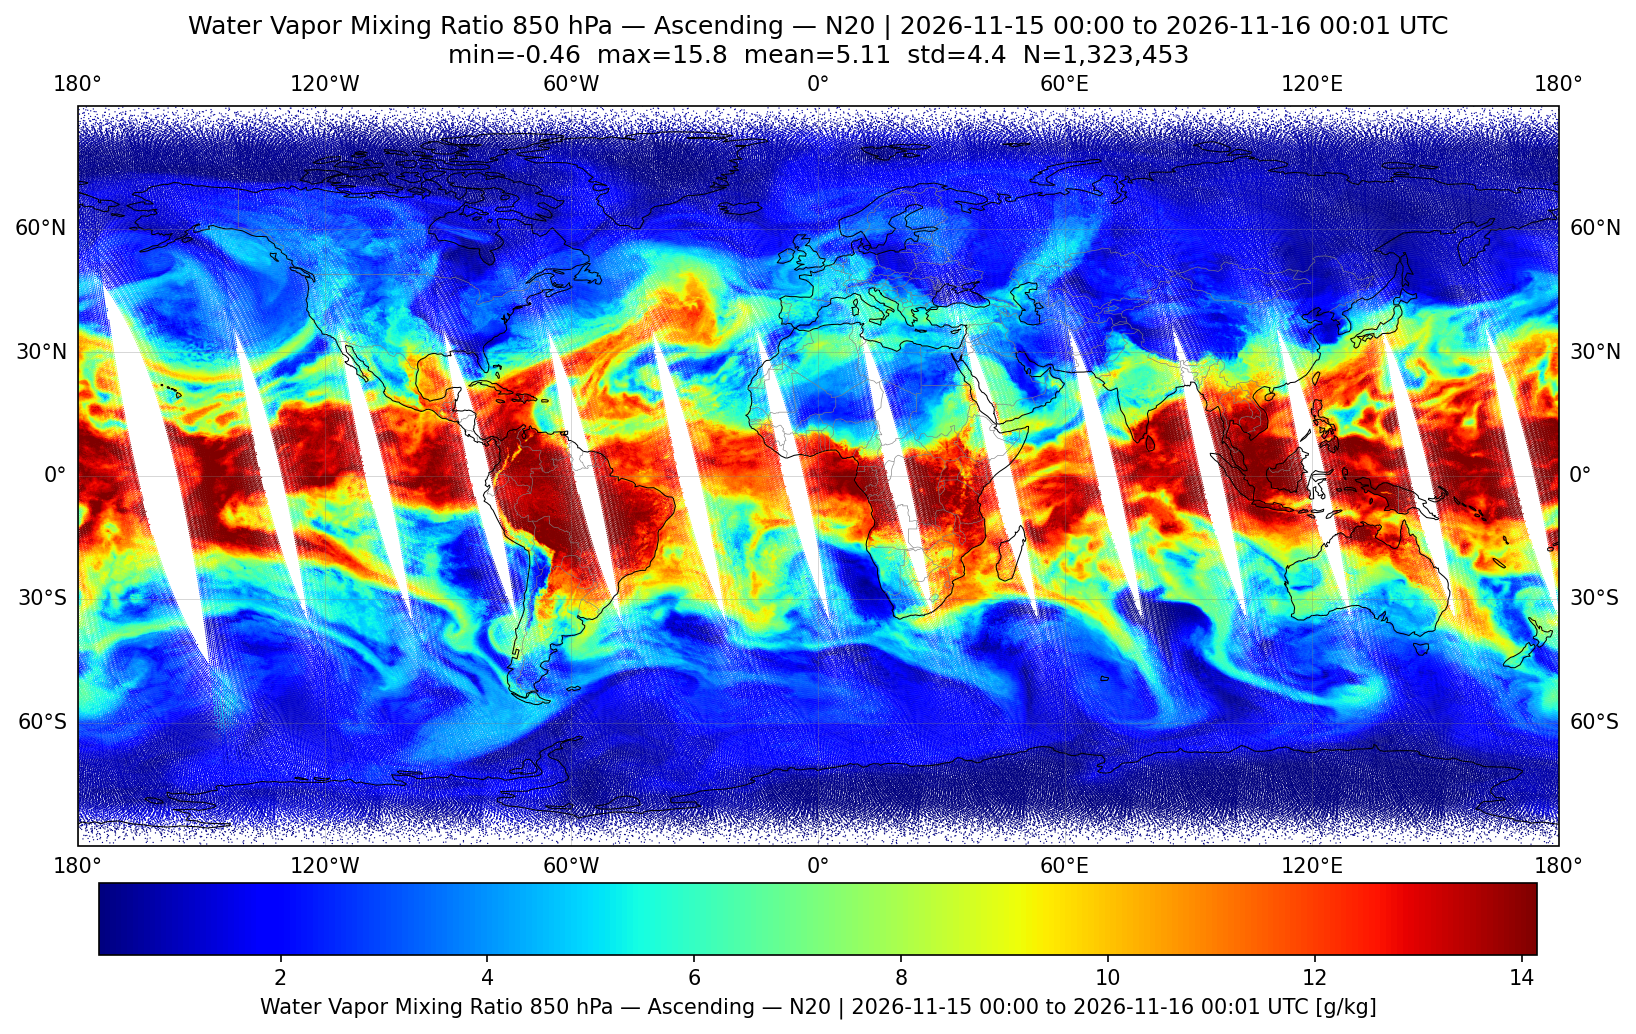 Water Vapor Mixing Ratio 850 hPa — Ascending — N20 | 2026-11-15 00:00 to 2026-11-16 00:01 UTC
min=-0.46  max=15.8  mean=5.11  std=4.4  N=1,323,453
180° 120°W 60°W 0° 60°E 120°E 180°
60°N 60°N
30°N 30°N
0° 0°
30°S 30°S
60°S 60°S
180° 120°W 60°W 0° 60°E 120°E 180°
2 4 6 8 10 12 14
Water Vapor Mixing Ratio 850 hPa — Ascending — N20 | 2026-11-15 00:00 to 2026-11-16 00:01 UTC [g/kg]